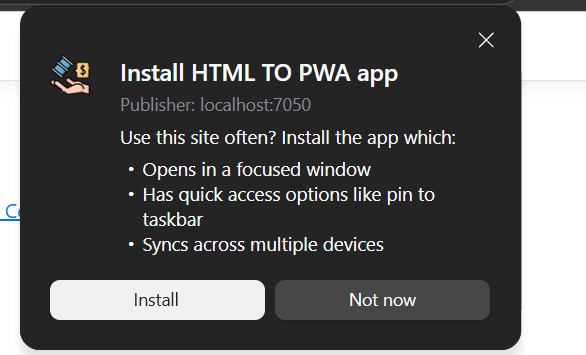 Install HTML TO PWA app
Publisher: localhost:7050
Use this site often? Install the app which:
• Opens in a focused window
• Has quick access options like pin to
taskbar
• Syncs across multiple devices
Install Not now